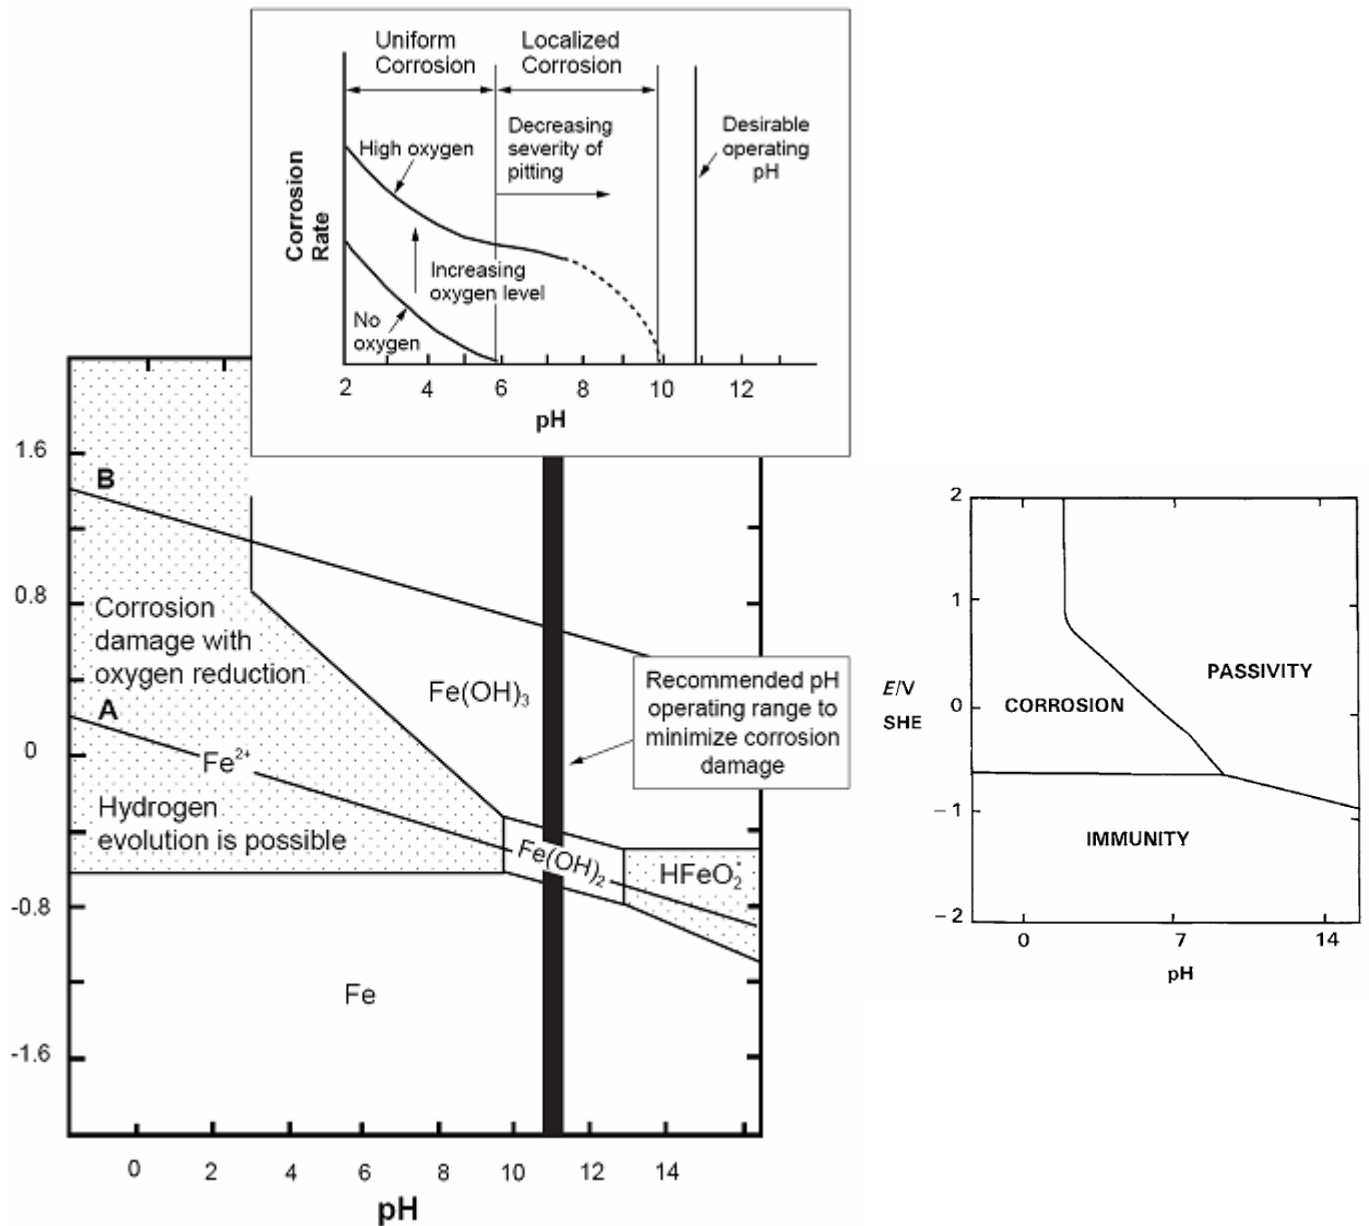 Uniform
Corrosion
Localized
Corrosion
Decreasing
severity of
pitting
Desirable
operating
pH
High oxygen
Corrosion
Rate
Increasing
oxygen level
No
oxygen
2 4 6 8 10 12
pH
1.6
0.8
0
-0.8
-1.6
B
Corrosion
damage with
oxygen reduction
A
Fe2+
Hydrogen
evolution is possible
Fe(OH)3
Recommended pH
operating range to
minimize corrosion
damage
Fe(OH)2
HFeO2-
Fe
0 2 4 6 8 10 12 14
pH
2
1
0
-1
-2
E/V
SHE
CORROSION
PASSIVITY
IMMUNITY
0 7 14
pH